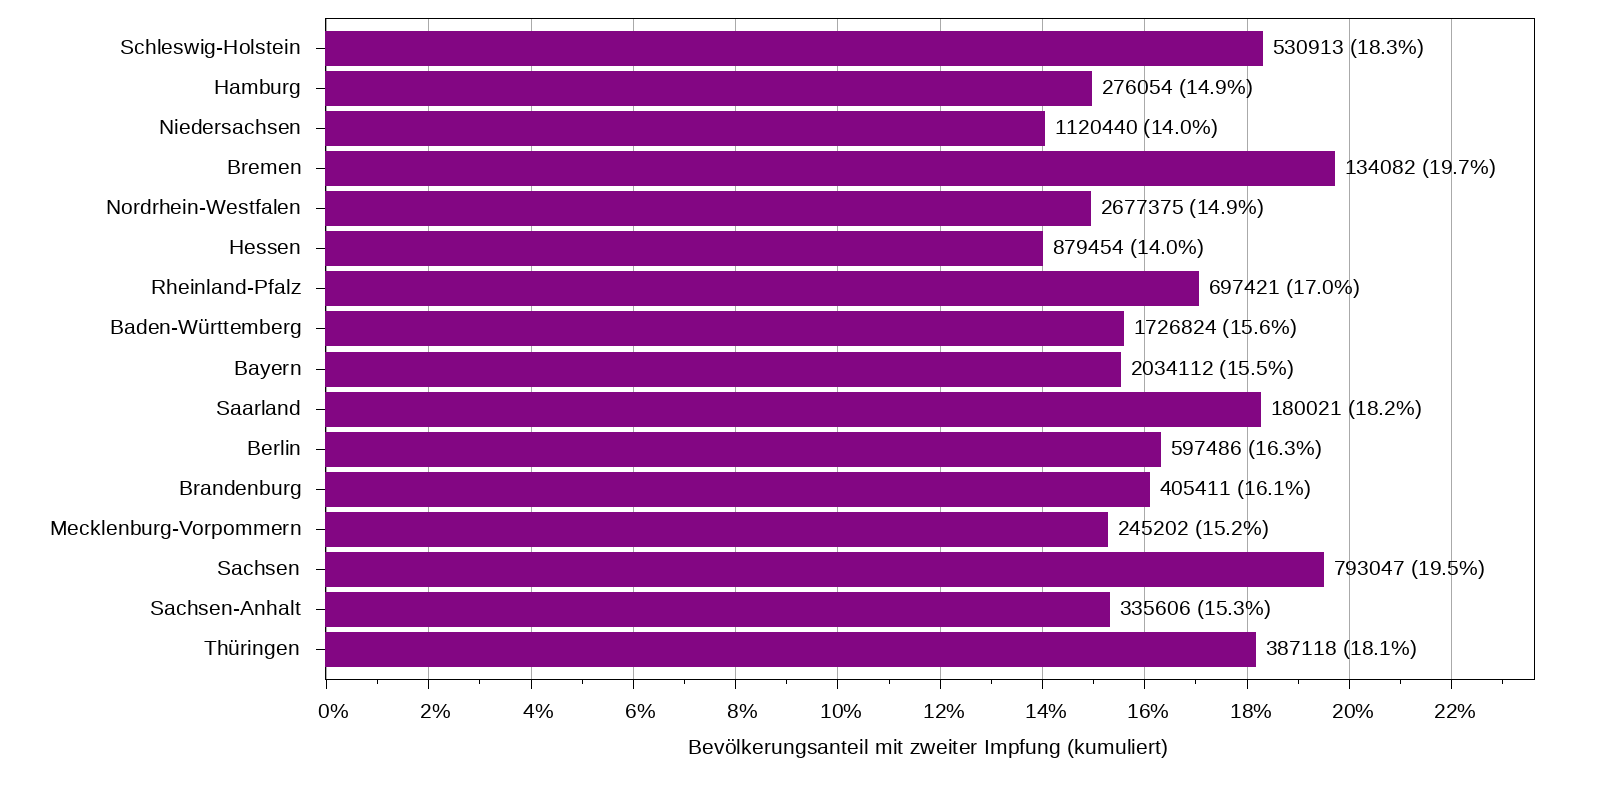 Schleswig-Holstein 530913 (18.3%)
Hamburg 276054 (14.9%)
Niedersachsen 1120440 (14.0%)
Bremen 134082 (19.7%)
Nordrhein-Westfalen 2677375 (14.9%)
Hessen 879454 (14.0%)
Rheinland-Pfalz 697421 (17.0%)
Baden-Württemberg 1726824 (15.6%)
Bayern 2034112 (15.5%)
Saarland 180021 (18.2%)
Berlin 597486 (16.3%)
Brandenburg 405411 (16.1%)
Mecklenburg-Vorpommern 245202 (15.2%)
Sachsen 793047 (19.5%)
Sachsen-Anhalt 335606 (15.3%)
Thüringen 387118 (18.1%)
0% 2% 4% 6% 8% 10% 12% 14% 16% 18% 20% 22%
Bevölkerungsanteil mit zweiter Impfung (kumuliert)